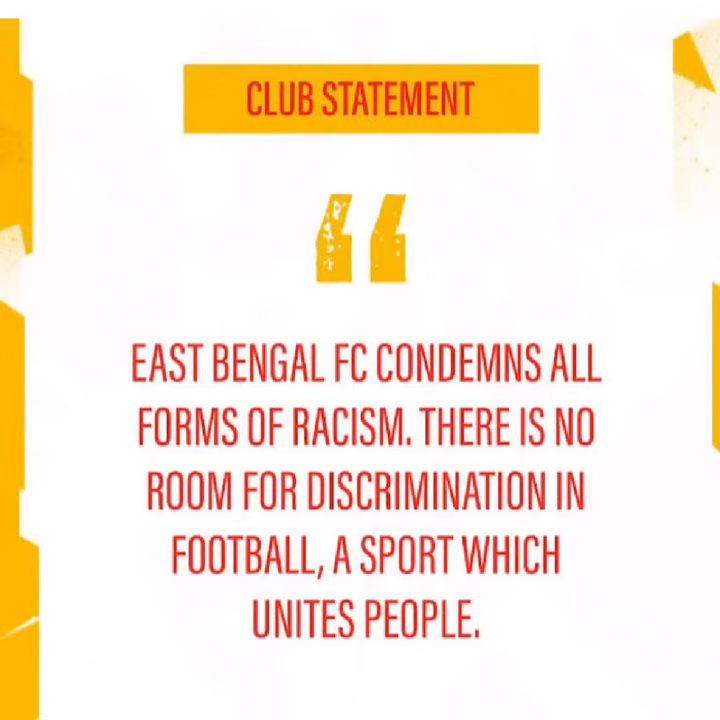 CLUB STATEMENT
“
EAST BENGAL FC CONDEMNS ALL
FORMS OF RACISM. THERE IS NO
ROOM FOR DISCRIMINATION IN
FOOTBALL, A SPORT WHICH
UNITES PEOPLE.